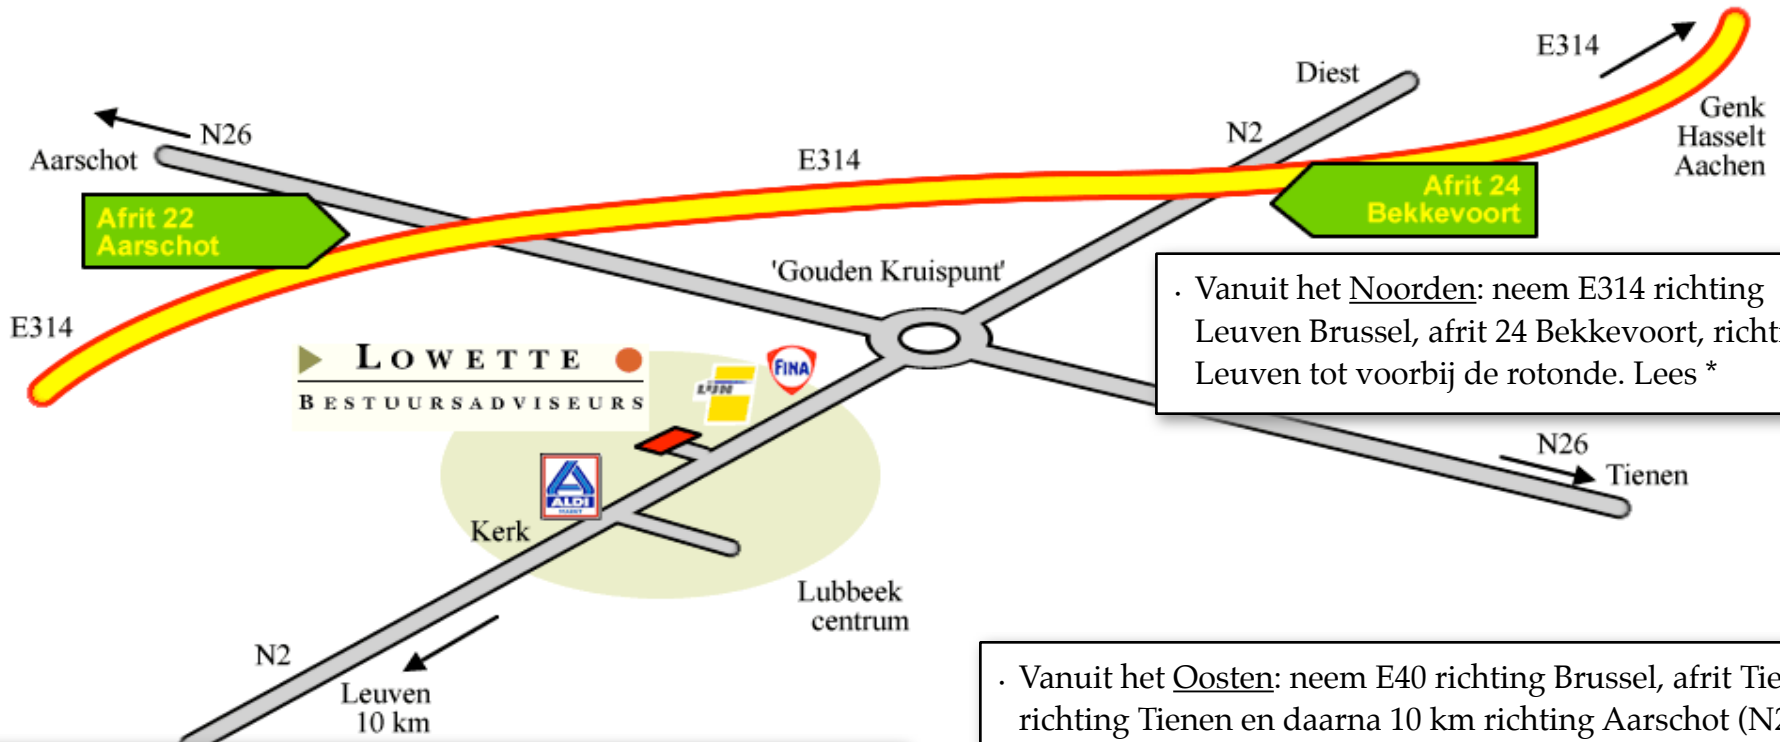 E314
Diest
Genk
Hasselt
Aachen
N2
N26
Aarschot
E314
Afrit 22
Aarschot
Afrit 24
Bekkevoort
'Gouden Kruispunt'
· Vanuit het Noorden: neem E314 richting
Leuven Brussel, afrit 24 Bekkevoort, richt
Leuven tot voorbij de rotonde. Lees *
E314
LOWETTE
BESTUURSADVISEURS
FINA
N26
Tienen
ALDI
MARKT
Kerk
Lubbeek
centrum
N2
Leuven
10 km
· Vanuit het Oosten: neem E40 richting Brussel, afrit Tie
richting Tienen en daarna 10 km richting Aarschot (N2